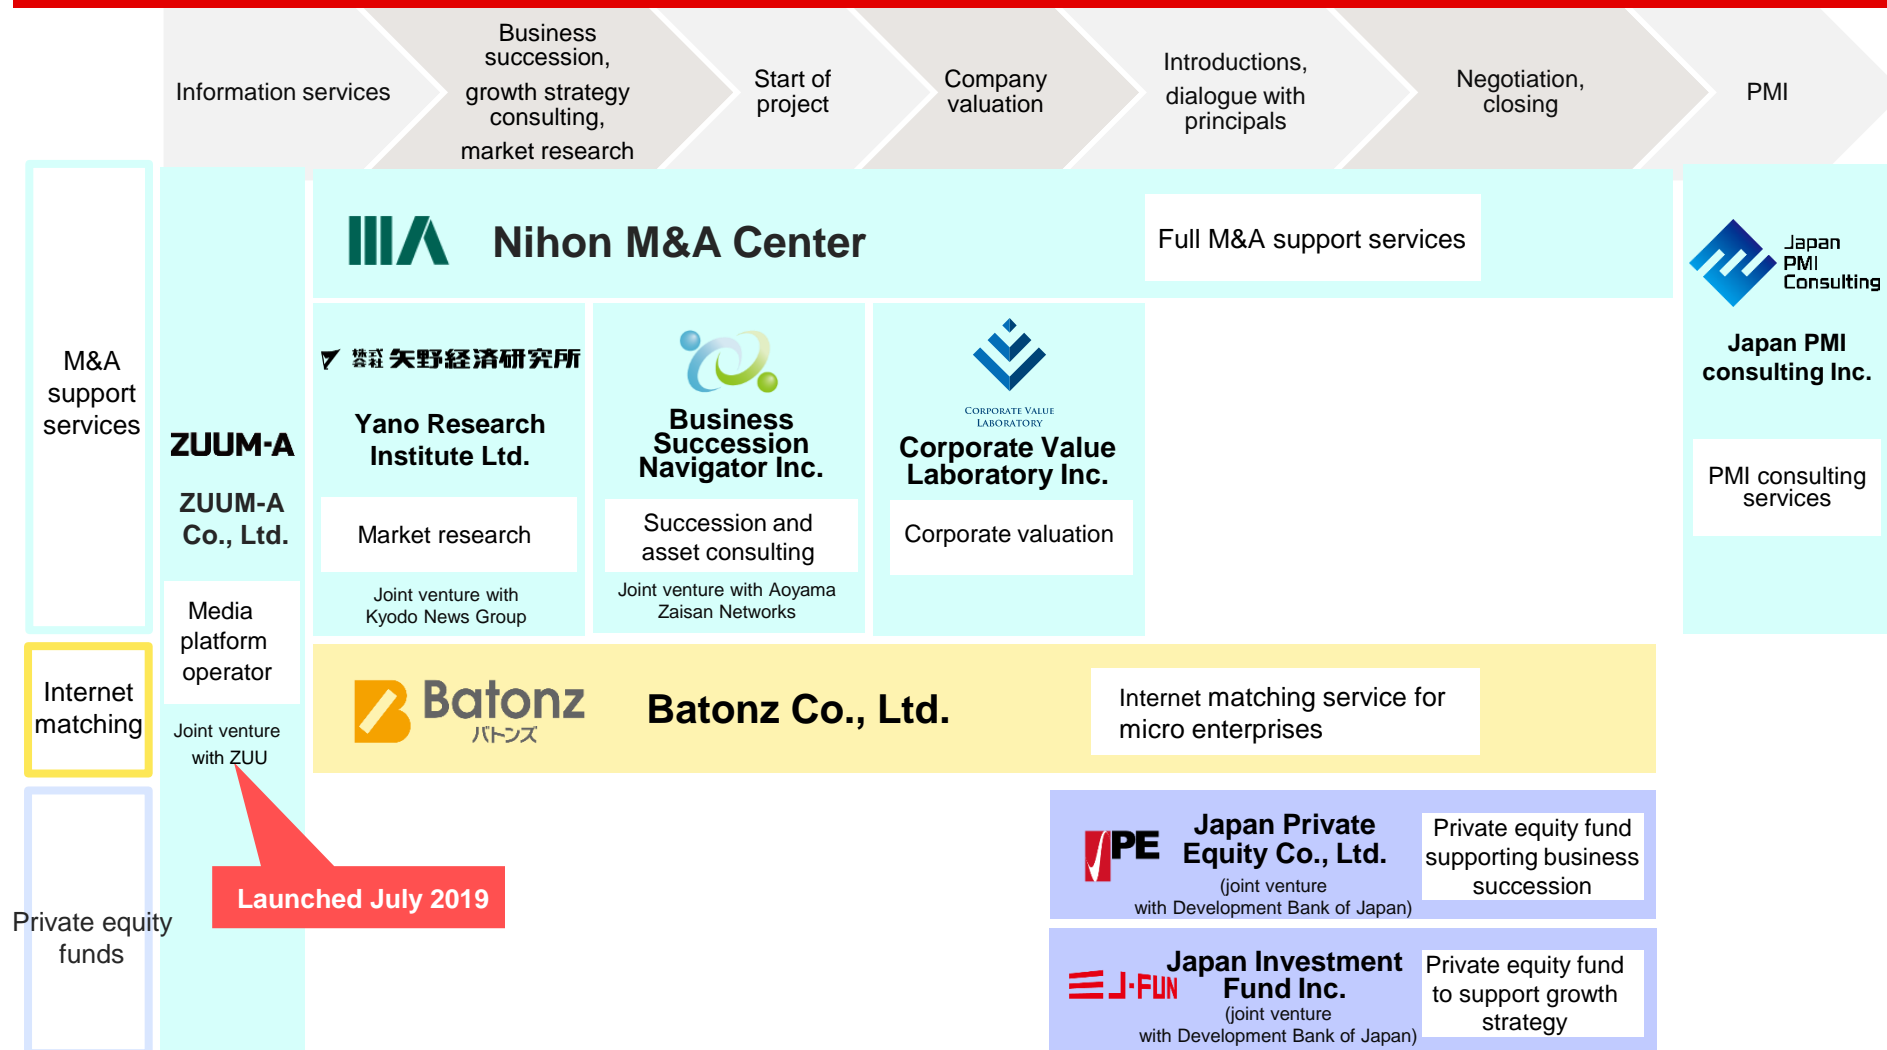 Information services
Business
succession,
growth strategy
consulting,
market research
Start of
project
Company
valuation
Introductions,
dialogue with
principals
Negotiation,
closing
PMI
M&A
support
services
Internet
matching
Private equity
funds
ZUUM-A
ZUUM-A
Co., Ltd.
Media
platform
operator
Joint venture
with ZUU
Launched July 2019
Nihon M&A Center
Full M&A support services
株式会社 矢野経済研究所
Yano Research
Institute Ltd.
Market research
Joint venture with
Kyodo News Group
Business
Succession
Navigator Inc.
Succession and
asset consulting
Joint venture with Aoyama
Zaisan Networks
CORPORATE VALUE
LABORATORY
Corporate Value
Laboratory Inc.
Corporate valuation
Japan
PMI
Consulting
Japan PMI
consulting Inc.
PMI consulting
services
Batonz
バトンズ
Batonz Co., Ltd.
Internet matching service for
micro enterprises
PE
Japan Private
Equity Co., Ltd.
(joint venture
with Development Bank of Japan)
Private equity fund
supporting business
succession
J·FUN
Japan Investment
Fund Inc.
(joint venture
with Development Bank of Japan)
Private equity fund
to support growth
strategy